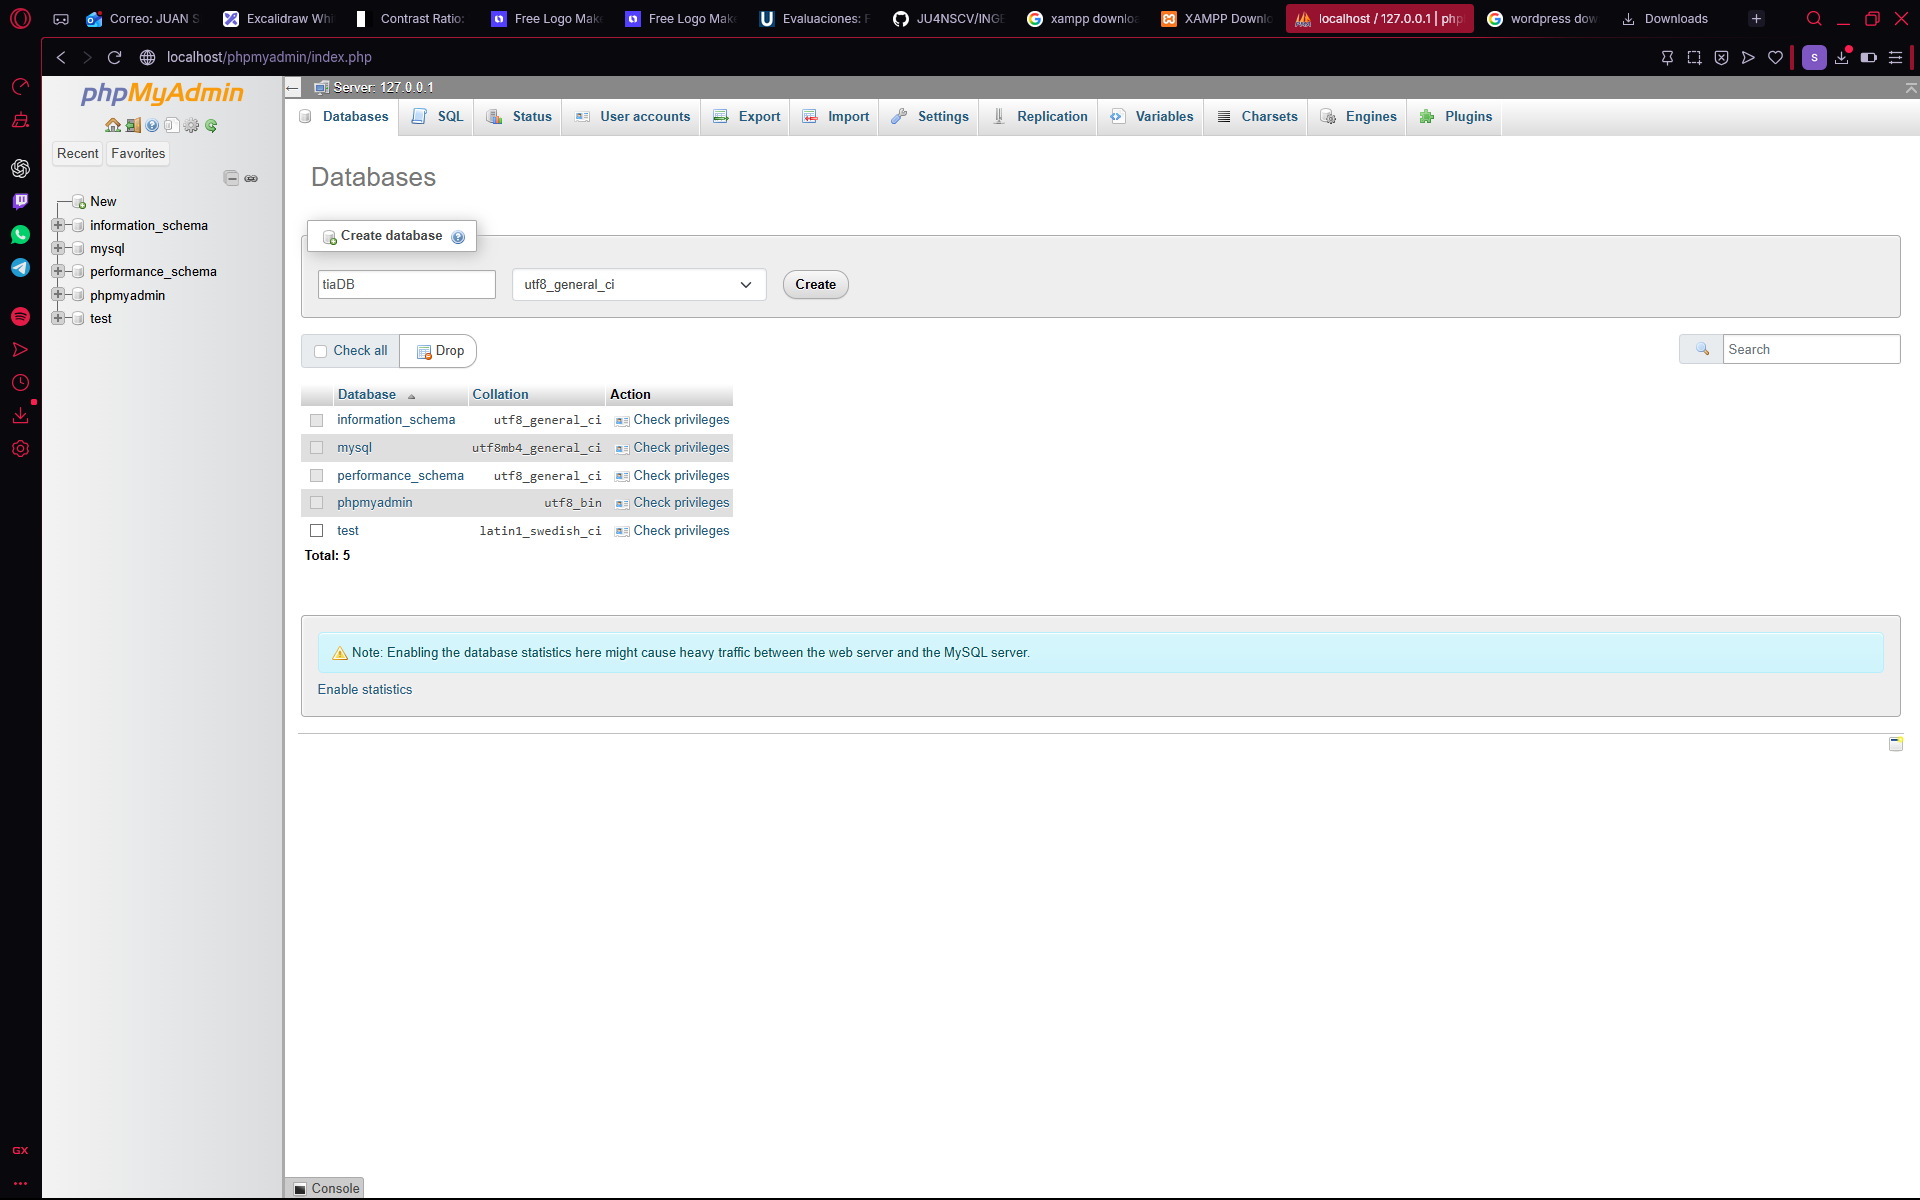 Correo: JUAN S
Excalidraw Whi
Contrast Ratio:
Free Logo Make
Free Logo Make
Evaluaciones: F
JU4NSCV/INGE
xampp downloa
XAMPP Downlo
localhost / 127.0.0.1 | php
wordpress dow
Downloads
localhost/phpmyadmin/index.php
S
phpMyAdmin
Recent
Favorites
New
information_schema
mysql
performance_schema
phpmyadmin
test
Server: 127.0.0.1
Databases
SQL
Status
User accounts
Export
Import
Settings
Replication
Variables
Charsets
Engines
Plugins
Databases
Create database
tiaDB
utf8_general_ci
Create
Check all
Drop
Search
Database Collation Action
information_schema utf8_general_ci Check privileges
mysql utf8mb4_general_ci Check privileges
performance_schema utf8_general_ci Check privileges
phpmyadmin utf8_bin Check privileges
test latin1_swedish_ci Check privileges
Total: 5
Note: Enabling the database statistics here might cause heavy traffic between the web server and the MySQL server.
Enable statistics
GX
Console